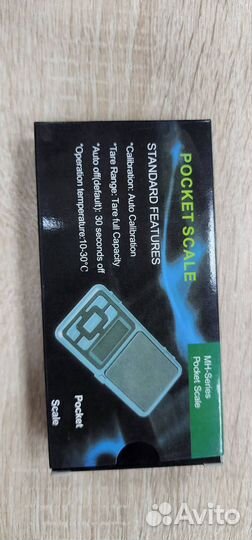 POCKET SCALE
STANDARD FEATURES
*Calibration: Auto Calibration
*Tare Range: Tare full Capacity
*Auto off(default): 30 seconds off
*Operation temperature:10-30°C
MH-Series
Pocket Scale
Pocket
Scale
Avito